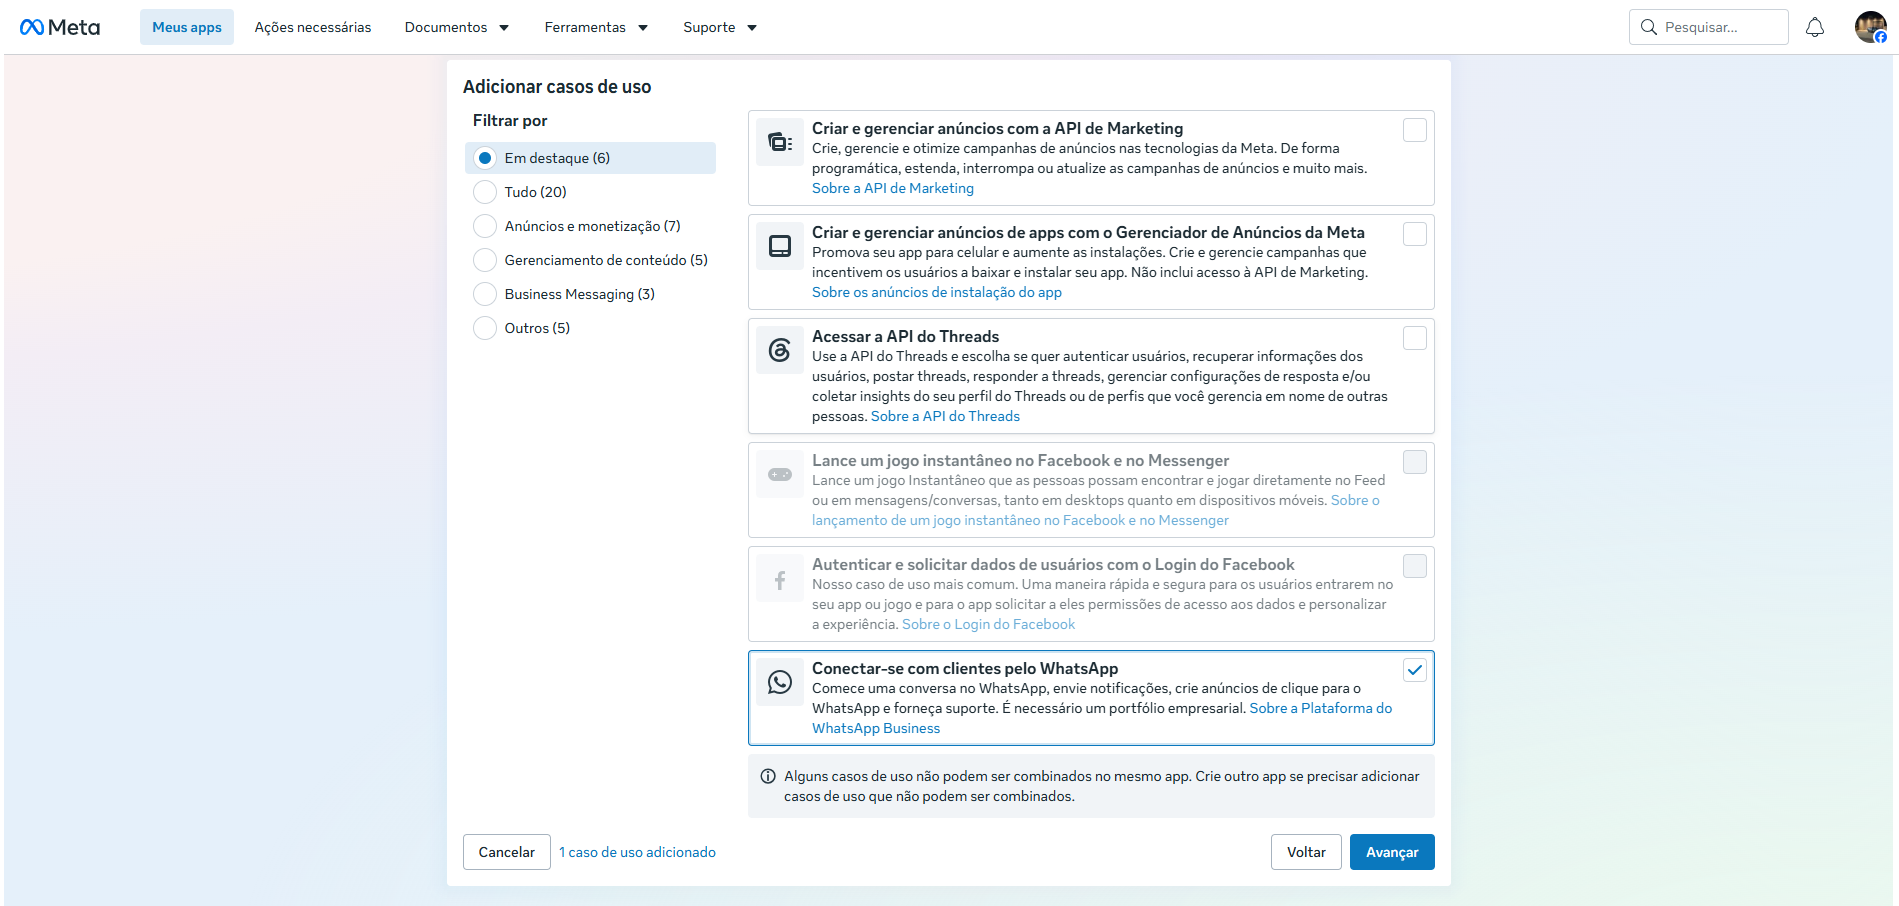 Meta
Meus apps
Ações necessárias
Documentos
Ferramentas
Suporte
Pesquisar...
Adicionar casos de uso
Filtrar por
Em destaque (6)
Tudo (20)
Anúncios e monetização (7)
Gerenciamento de conteúdo (5)
Business Messaging (3)
Outros (5)
Criar e gerenciar anúncios com a API de Marketing
Crie, gerencie e otimize campanhas de anúncios nas tecnologias da Meta. De forma
programática, estenda, interrompa ou atualize as campanhas de anúncios e muito mais.
Sobre a API de Marketing
Criar e gerenciar anúncios de apps com o Gerenciador de Anúncios da Meta
Promova seu app para celular e aumente as instalações. Crie e gerencie campanhas que
incentivem os usuários a baixar e instalar seu app. Não inclui acesso à API de Marketing.
Sobre os anúncios de instalação do app
Acessar a API do Threads
Use a API do Threads e escolha se quer autenticar usuários, recuperar informações dos
usuários, postar threads, responder a threads, gerenciar configurações de resposta e/ou
coletar insights do seu perfil do Threads ou de perfis que você gerencia em nome de outras
pessoas. Sobre a API do Threads
Lance um jogo instantâneo no Facebook e no Messenger
Lance um jogo Instantâneo que as pessoas possam encontrar e jogar diretamente no Feed
ou em mensagens/conversas, tanto em desktops quanto em dispositivos móveis. Sobre o
lançamento de um jogo instantâneo no Facebook e no Messenger
Autenticar e solicitar dados de usuários com o Login do Facebook
Nosso caso de uso mais comum. Uma maneira rápida e segura para os usuários entrarem no
seu app ou jogo e para o app solicitar a eles permissões de acesso aos dados e personalizar
a experiência. Sobre o Login do Facebook
Conectar-se com clientes pelo WhatsApp
Comece uma conversa no WhatsApp, envie notificações, crie anúncios de clique para o
WhatsApp e forneça suporte. É necessário um portfólio empresarial. Sobre a Plataforma do
WhatsApp Business
Alguns casos de uso não podem ser combinados no mesmo app. Crie outro app se precisar adicionar
casos de uso que não podem ser combinados.
Cancelar
1 caso de uso adicionado
Voltar
Avançar